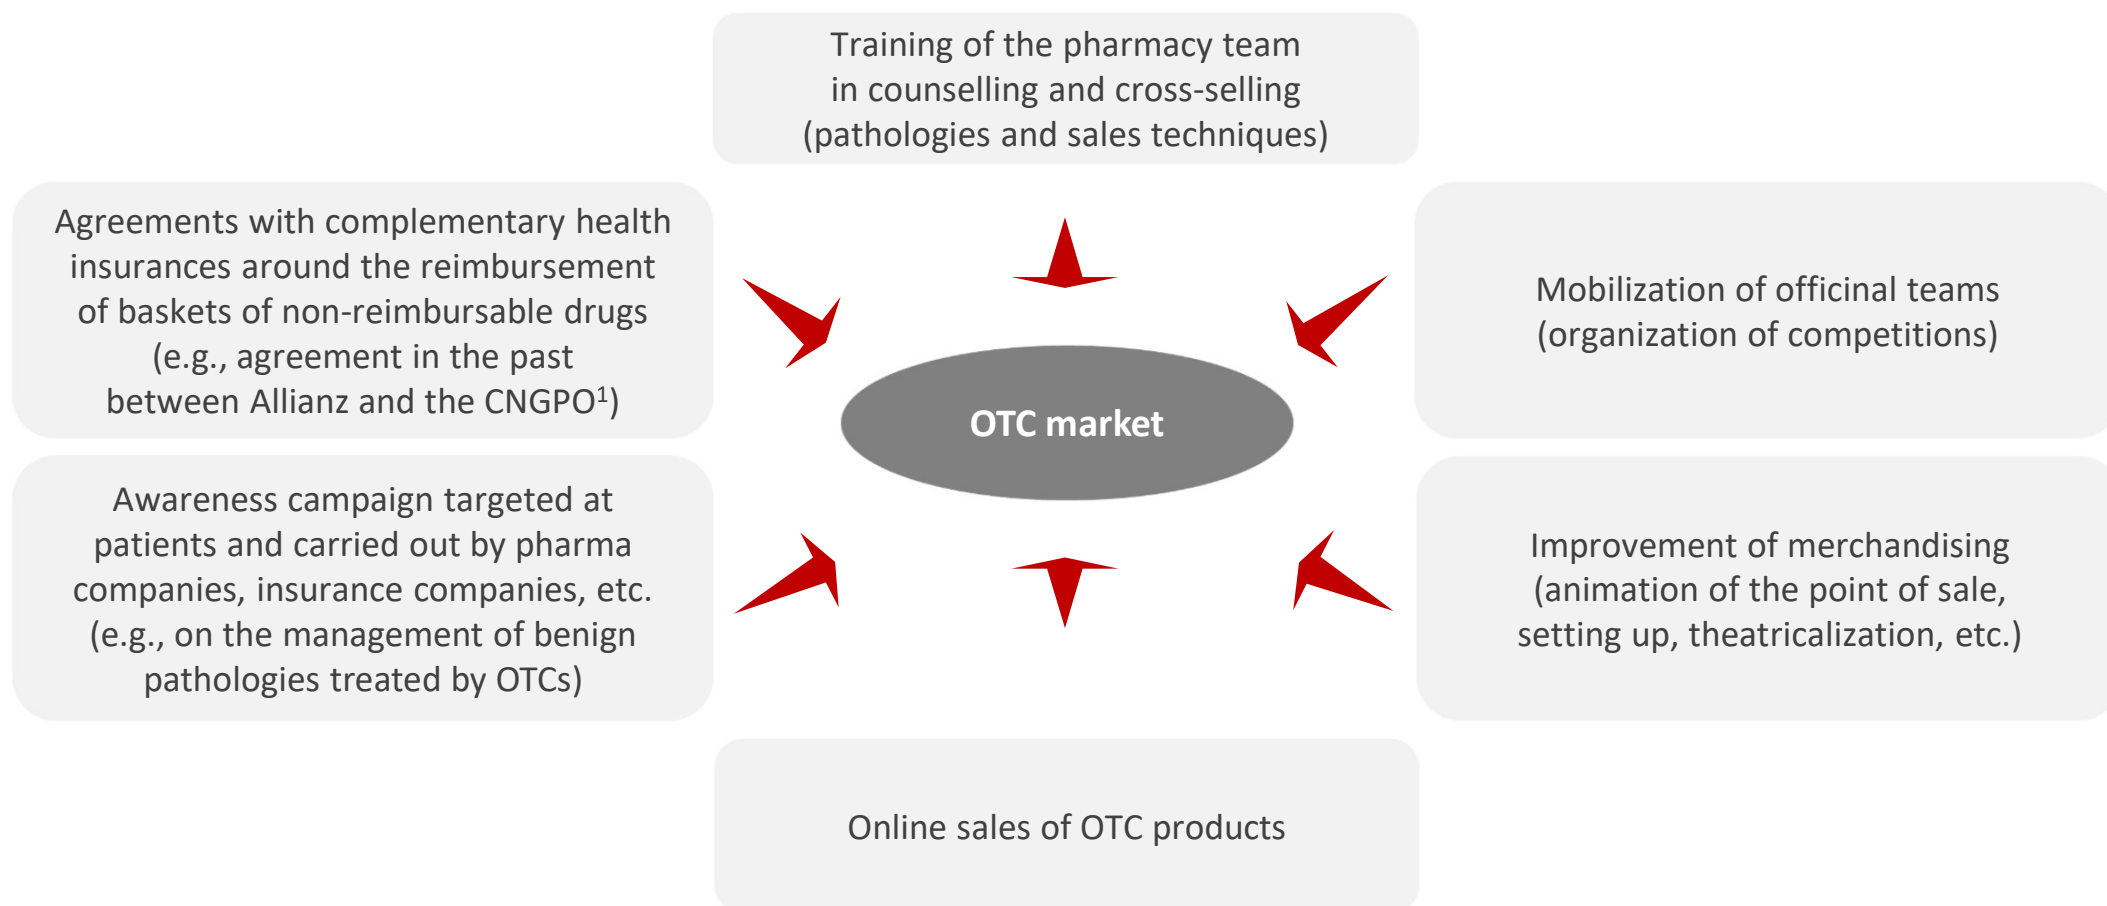 Training of the pharmacy team
in counselling and cross-selling
(pathologies and sales techniques)
Agreements with complementary health
insurances around the reimbursement
of baskets of non-reimbursable drugs
(e.g., agreement in the past
between Allianz and the CNGPO¹)
Mobilization of officinal teams
(organization of competitions)
OTC market
Awareness campaign targeted at
patients and carried out by pharma
companies, insurance companies, etc.
(e.g., on the management of benign
pathologies treated by OTCs)
Improvement of merchandising
(animation of the point of sale,
setting up, theatricalization, etc.)
Online sales of OTC products